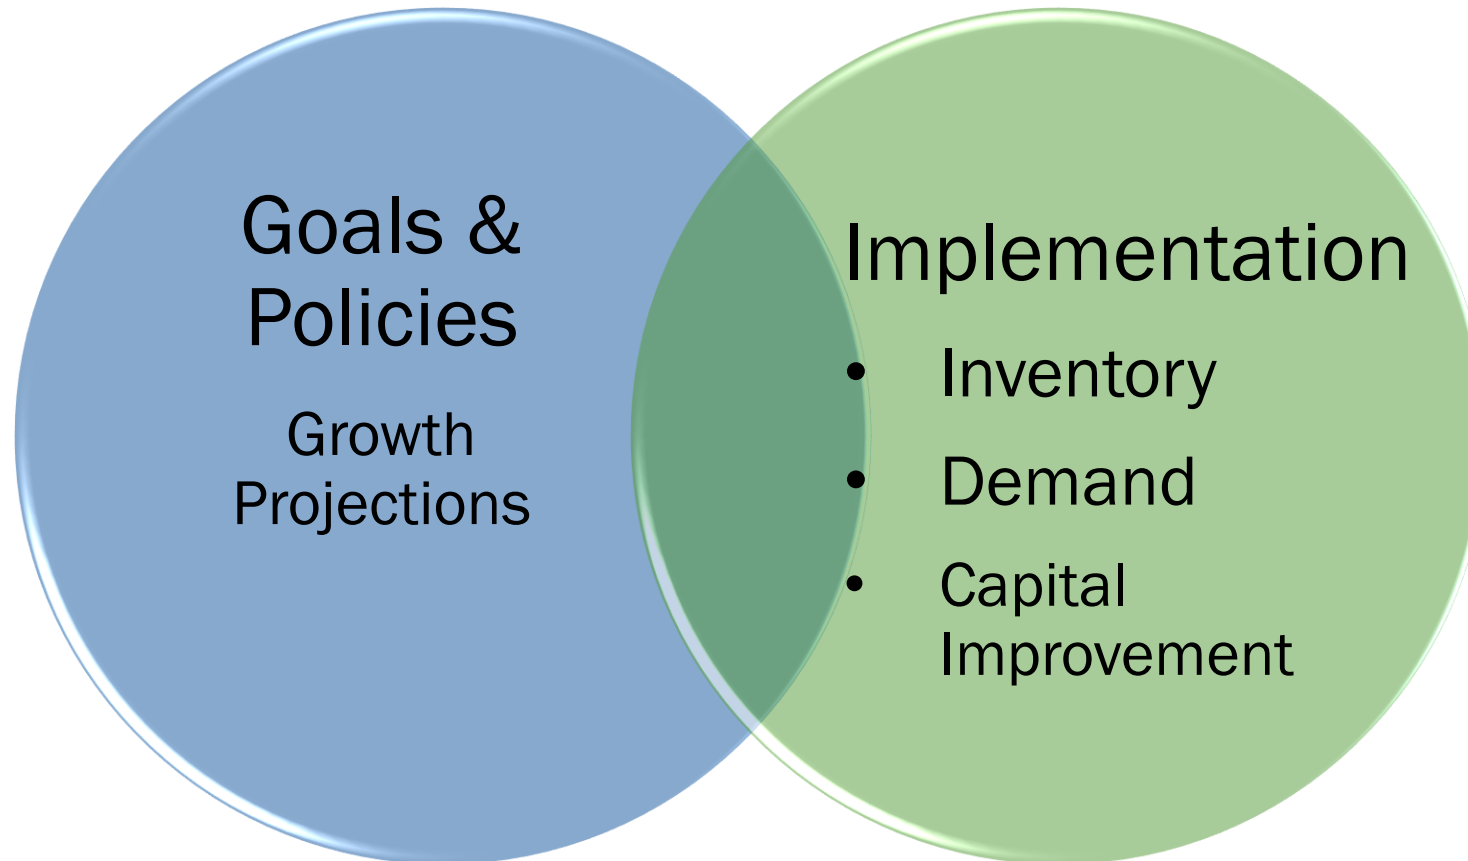 Goals &
Policies
Growth
Projections
Implementation
• Inventory
• Demand
• Capital
Improvement